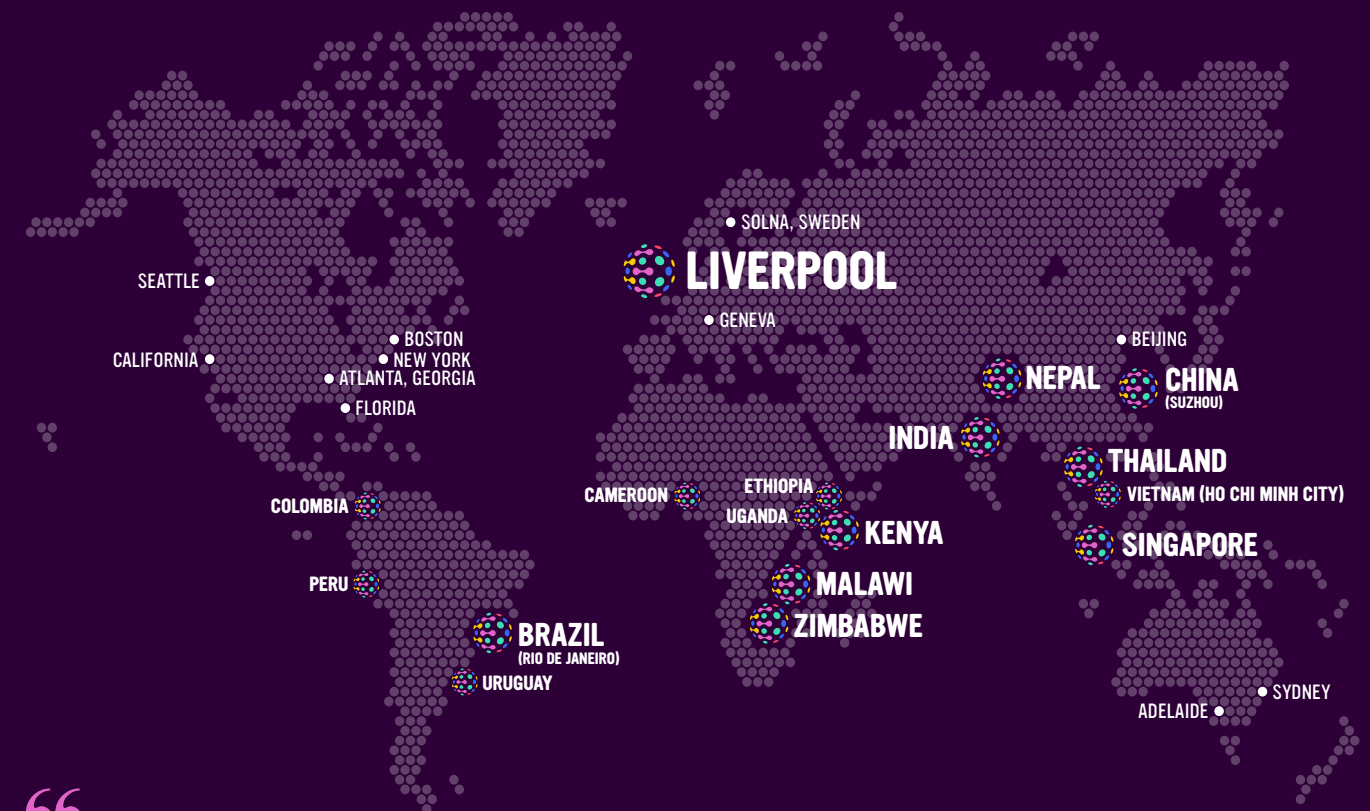 SOLNA, SWEDEN
LIVERPOOL
SEATTLE
GENEVA
BOSTON
BEIJING
CALIFORNIA
NEW YORK
ATLANTA, GEORGIA
NEPAL
CHINA
(SUZHOU)
FLORIDA
INDIA
THAILAND
COLOMBIA
CAMEROON
ETHIOPIA
VIETNAM (HO CHI MINH CITY)
UGANDA
KENYA
SINGAPORE
PERU
MALAWI
ZIMBABWE
BRAZIL
(RIO DE JANEIRO)
URUGUAY
SYDNEY
ADELAIDE
“